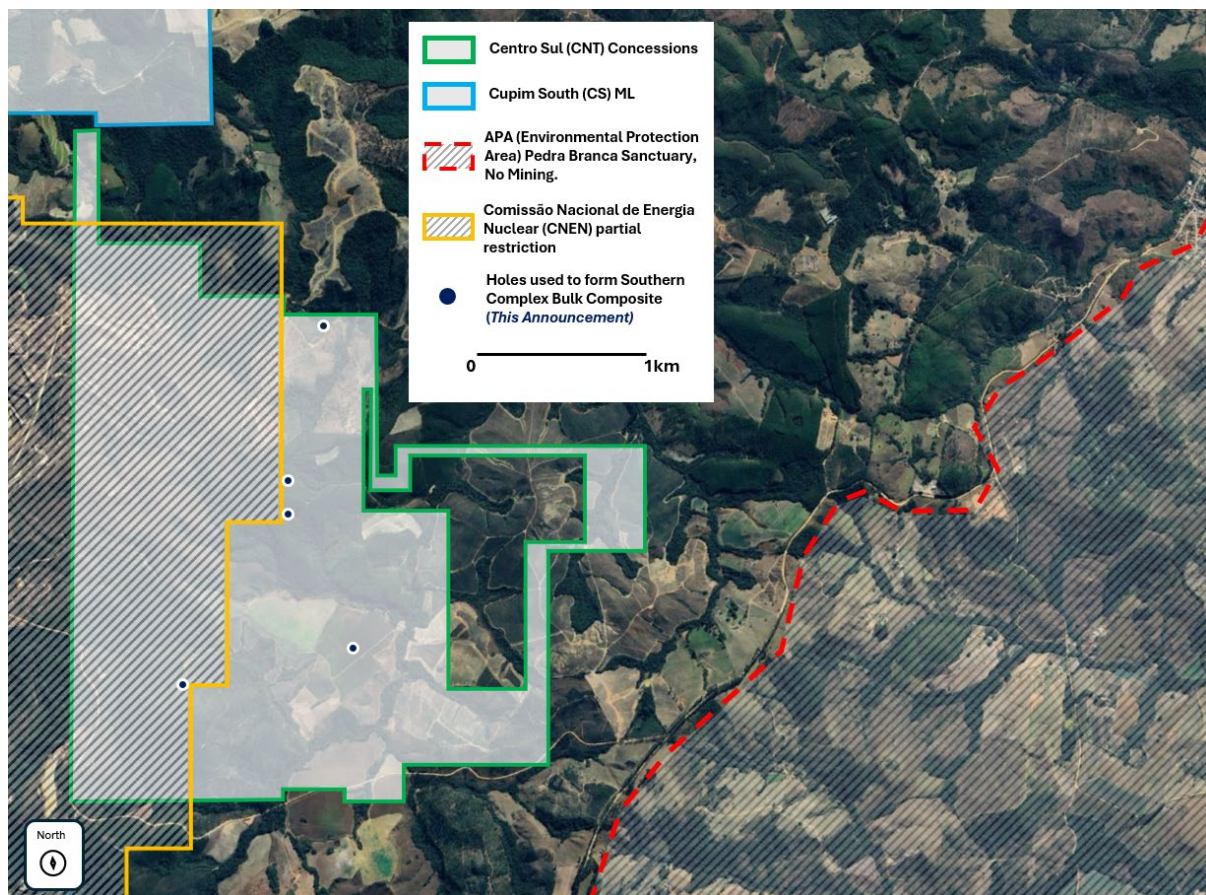 Centro Sul (CNT) Concessions
Cupim South (CS) ML
APA (Environmental Protection
Area) Pedra Branca Sanctuary,
No Mining.
Comissão Nacional de Energia
Nuclear (CNEN) partial
restriction
Holes used to form Southern
Complex Bulk Composite
(This Announcement)
0 1km
North